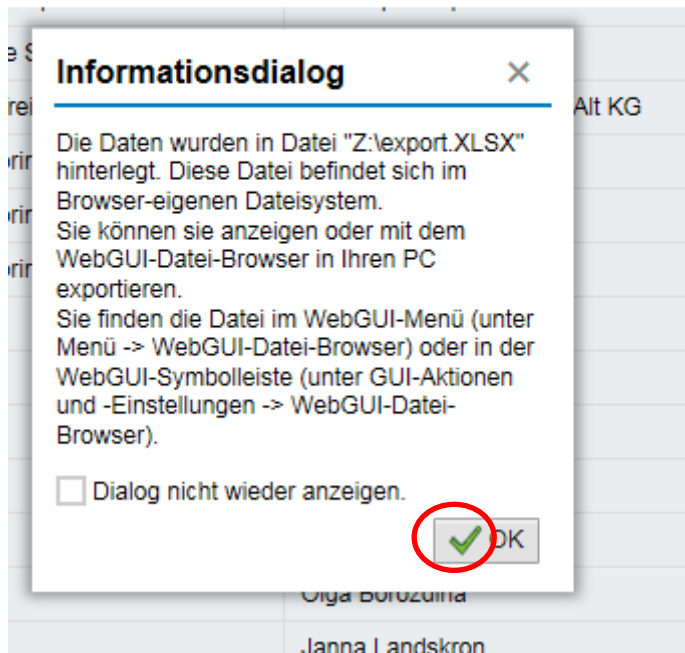 Informationsdialog
Alt KG
Die Daten wurden in Datei "Z:\export.XLSX"
hinterlegt. Diese Datei befindet sich im
Browser-eigenen Dateisystem.
Sie können sie anzeigen oder mit dem
WebGUI-Datei-Browser in Ihren PC
exportieren.
Sie finden die Datei im WebGUI-Menü (unter
Menü -> WebGUI-Datei-Browser) oder in der
WebGUI-Symbolleiste (unter GUI-Aktionen
und -Einstellungen -> WebGUI-Datei-
Browser).
Dialog nicht wieder anzeigen.
OK
Olga Borozdina
Janna Landskron